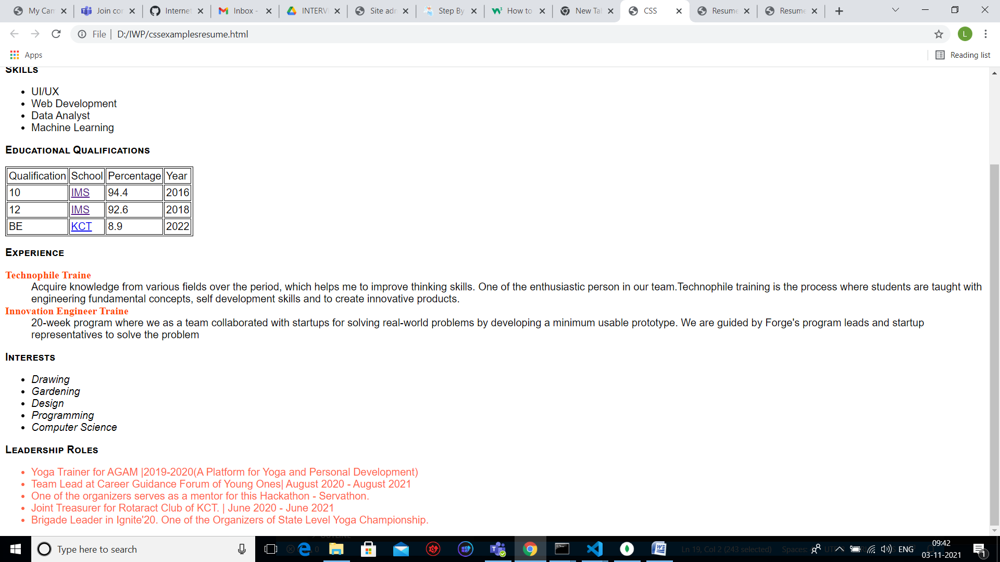 My Cam
Join con
Internet
Inbox -
INTERVI
Site adm
Step By
How to
New Tab
CSS
Resume
Resume
File | D:/IWP/cssexamplesresume.html
L
Apps
Reading list
SKILLS
• UI/UX
• Web Development
• Data Analyst
• Machine Learning
EDUCATIONAL QUALIFICATIONS
Qualification School Percentage Year
10 IMS 94.4 2016
12 IMS 92.6 2018
BE KCT 8.9 2022
EXPERIENCE
Technophile Traine
Acquire knowledge from various fields over the period, which helps me to improve thinking skills. One of the enthusiastic person in our team.Technophile training is the process where students are taught with
engineering fundamental concepts, self development skills and to create innovative products.
Innovation Engineer Traine
20-week program where we as a team collaborated with startups for solving real-world problems by developing a minimum usable prototype. We are guided by Forge's program leads and startup
representatives to solve the problem
INTERESTS
• Drawing
• Gardening
• Design
• Programming
• Computer Science
LEADERSHIP ROLES
• Yoga Trainer for AGAM |2019-2020(A Platform for Yoga and Personal Development)
• Team Lead at Career Guidance Forum of Young Ones| August 2020 - August 2021
• One of the organizers serves as a mentor for this Hackathon - Servathon.
• Joint Treasurer for Rotaract Club of KCT. | June 2020 - June 2021
• Brigade Leader in Ignite'20. One of the Organizers of State Level Yoga Championship.
OUTLINE
Type here to search
0
Ln 19, Col 2 (243 selected)
Spaces:
ENG
09:42
03-11-2021
1